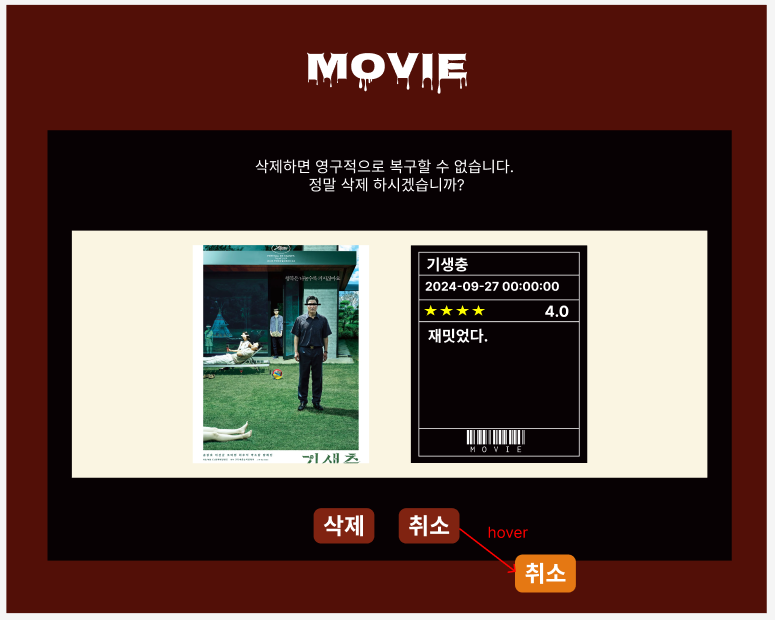 MOVIE
삭제하면 영구적으로 복구할 수 없습니다.
정말 삭제 하시겠습니까?
기생충
기생충
2024-09-27 00:00:00
★★★★ 4.0
재밋었다.
MOVIE
삭제
취소
hover
취소